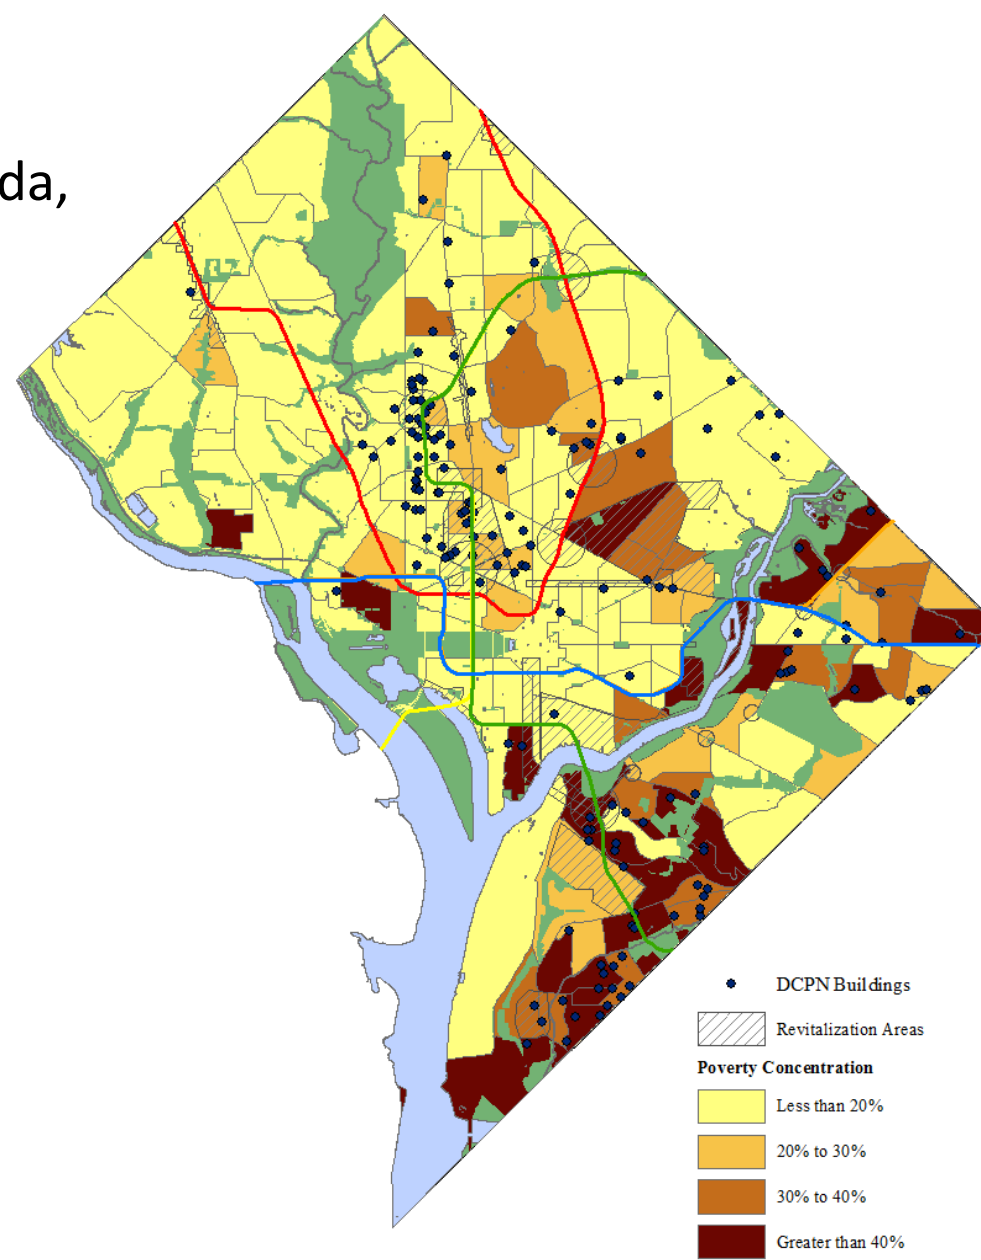 da,
DCPN Buildings
Revitalization Areas
Poverty Concentration
Less than 20%
20% to 30%
30% to 40%
Greater than 40%